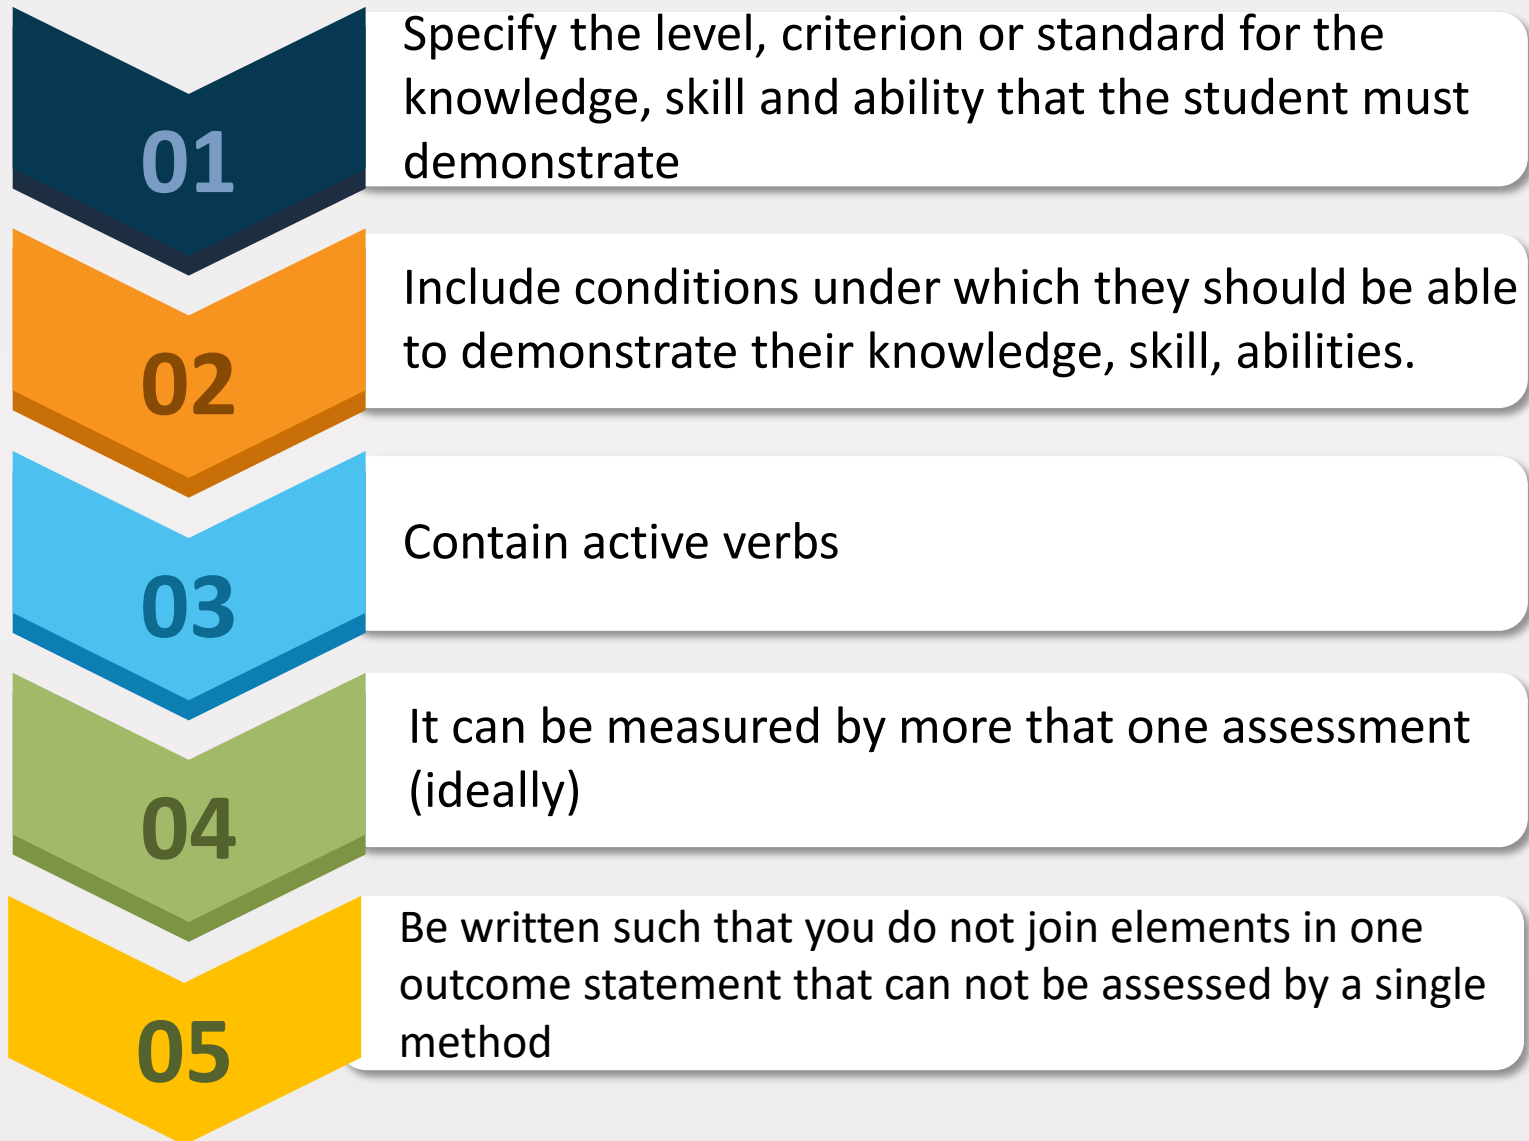 01
Specify the level, criterion or standard for the
knowledge, skill and ability that the student must
demonstrate
02
Include conditions under which they should be able
to demonstrate their knowledge, skill, abilities.
03
Contain active verbs
04
It can be measured by more that one assessment
(ideally)
05
Be written such that you do not join elements in one
outcome statement that can not be assessed by a single
method